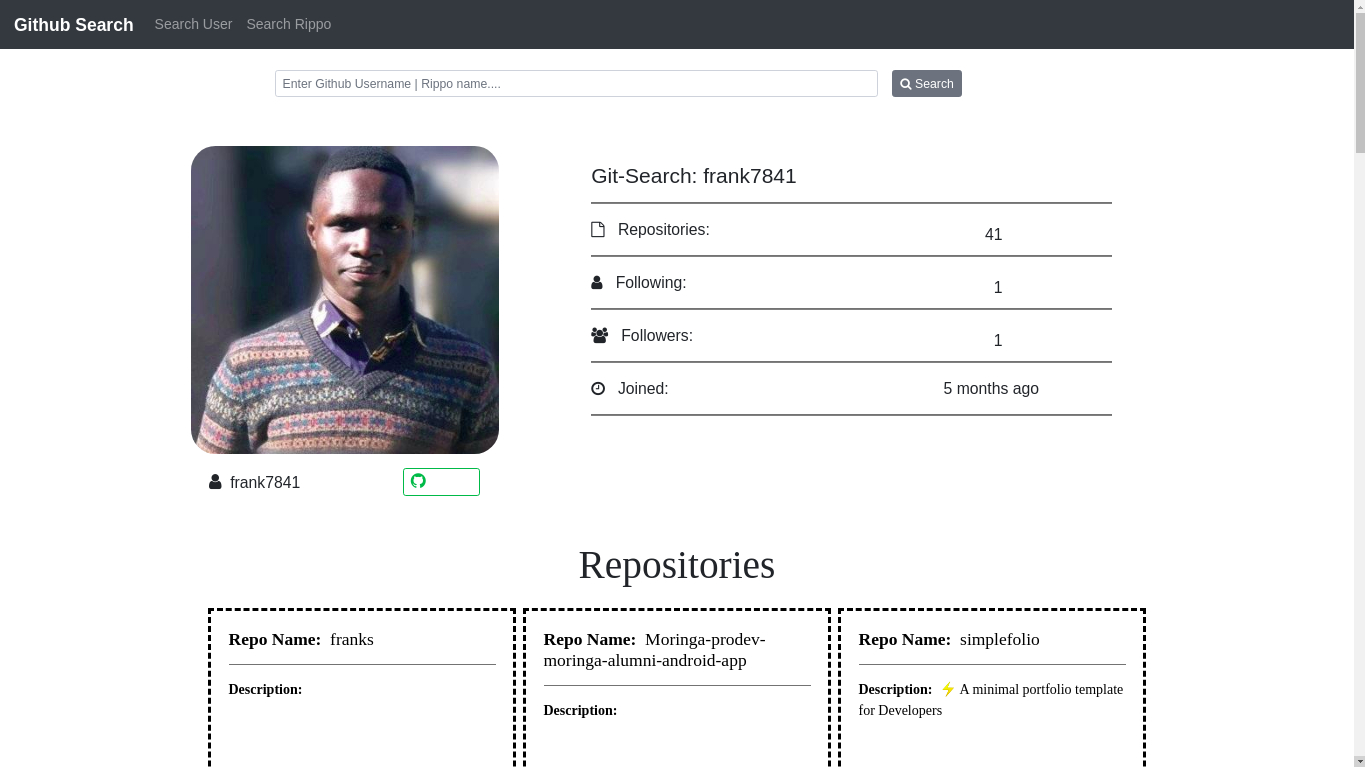 Github Search Search User Search Rippo
Enter Github Username | Rippo name....
Search
Git-Search: frank7841
Repositories: 41
Following: 1
Followers: 1
Joined: 5 months ago
frank7841
Repositories
Repo Name: franks
Description:
Repo Name: Moringa-prodev-
moringa-alumni-android-app
Description:
Repo Name: simplefolio
Description: ⚡ A minimal portfolio template
for Developers